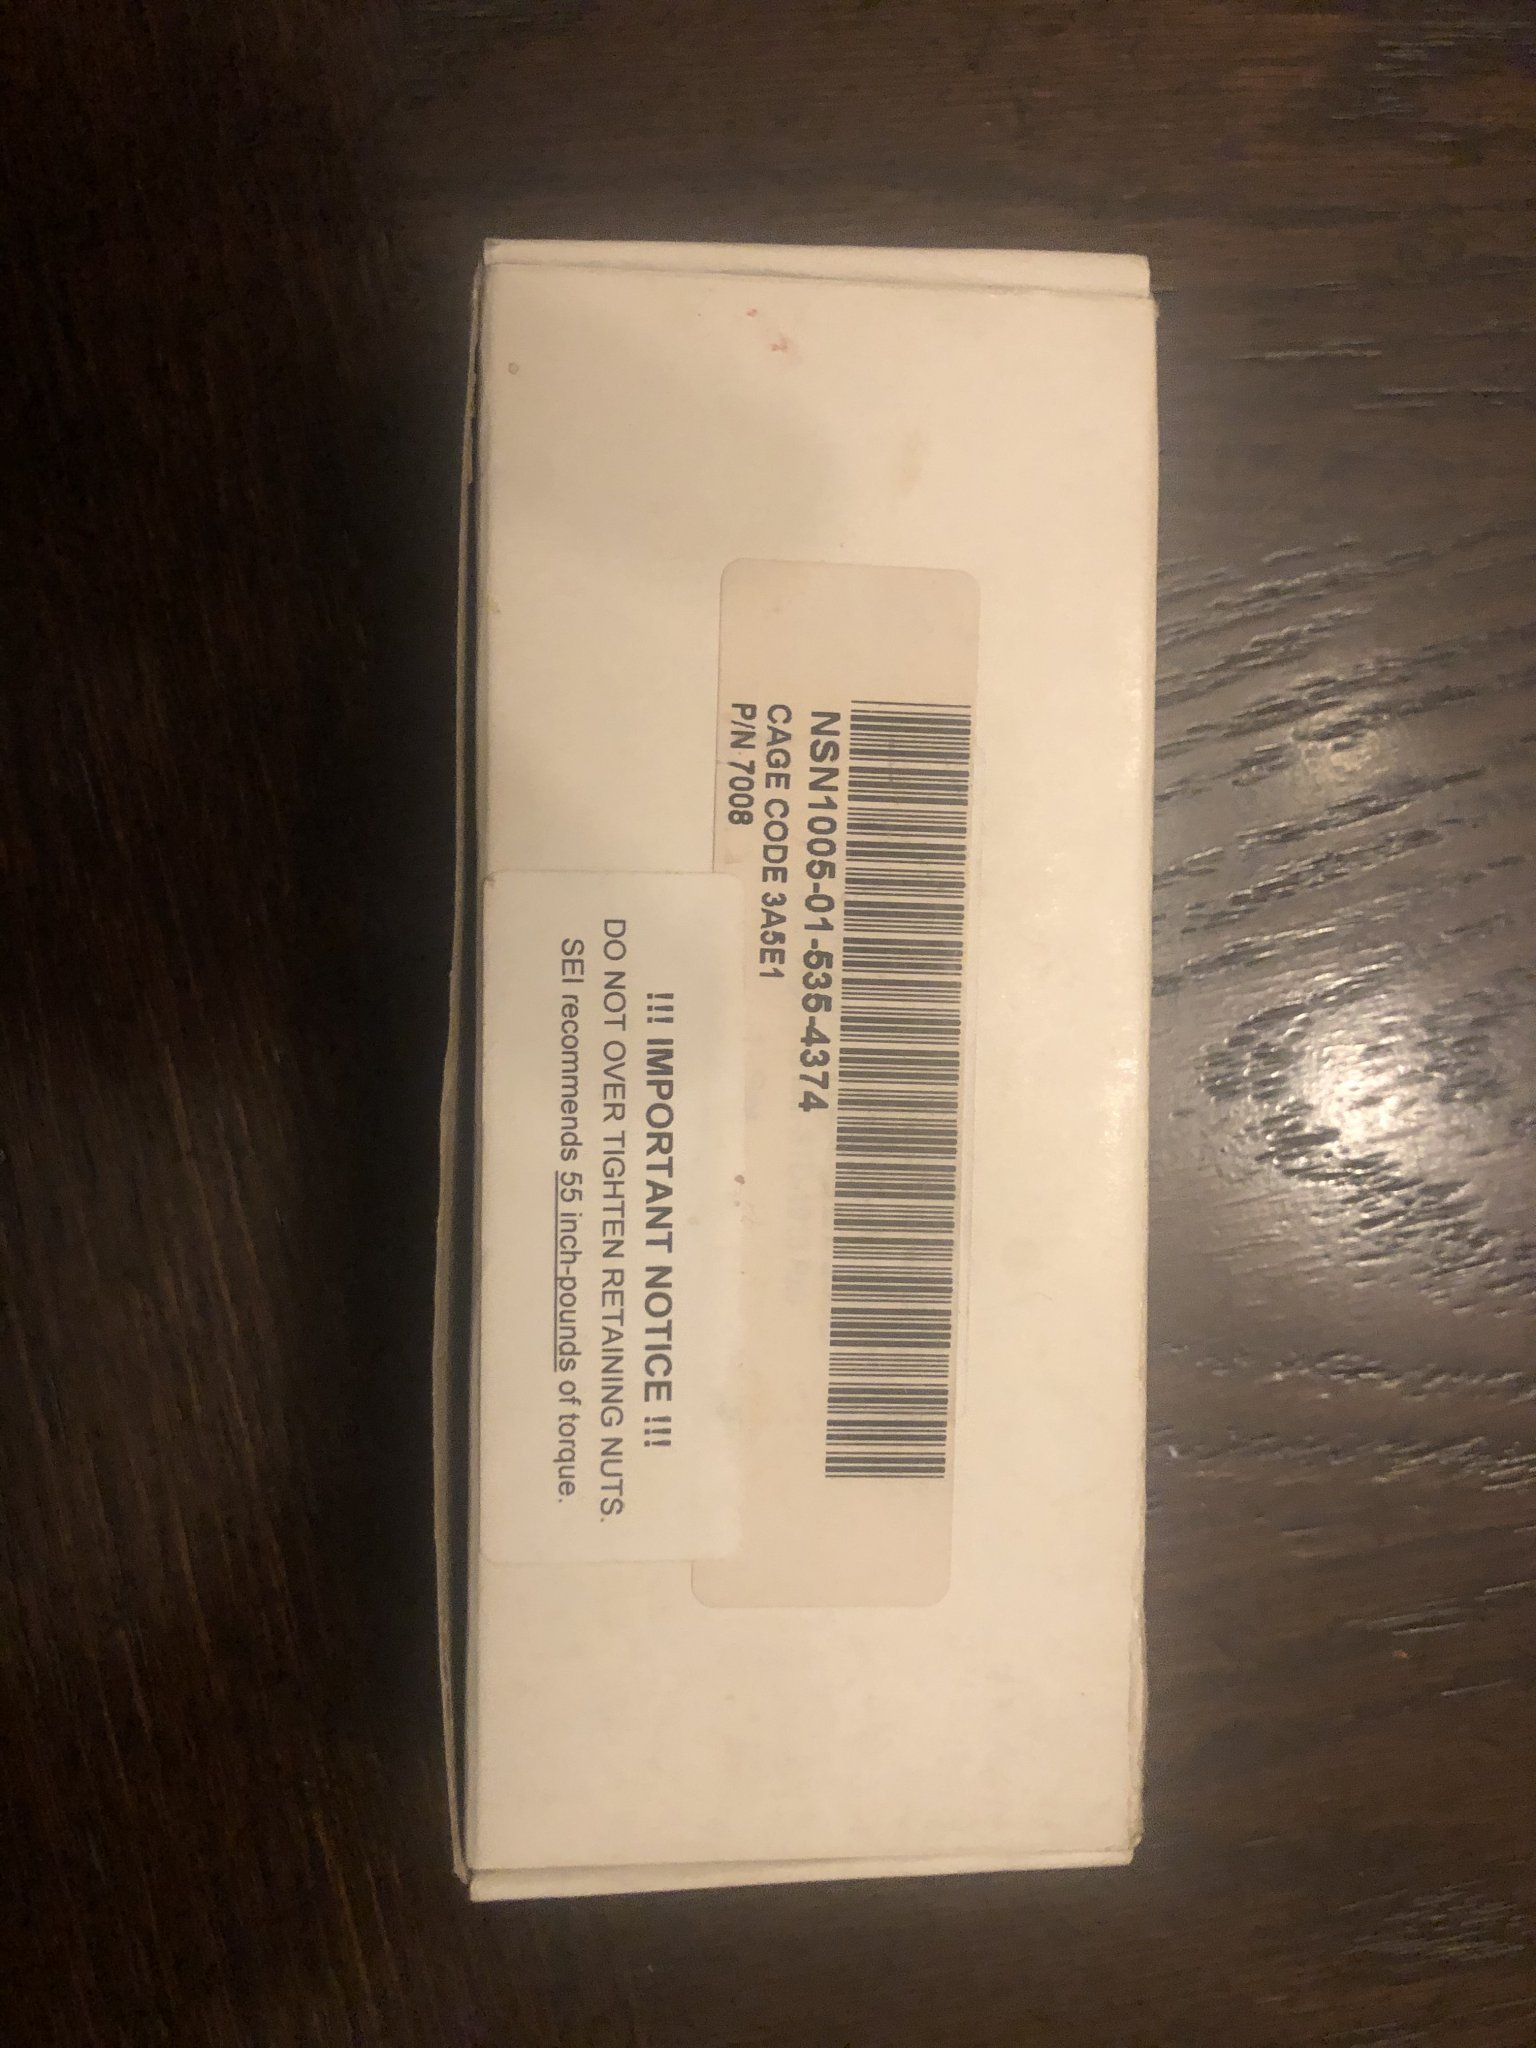 NSN1005-01-535-4374
CAGE CODE 3A5E1
P/N 7008
!!! IMPORTANT NOTICE !!!
DO NOT OVER TIGHTEN RETAINING NUTS.
SEI recommends 55 inch-pounds of torque.